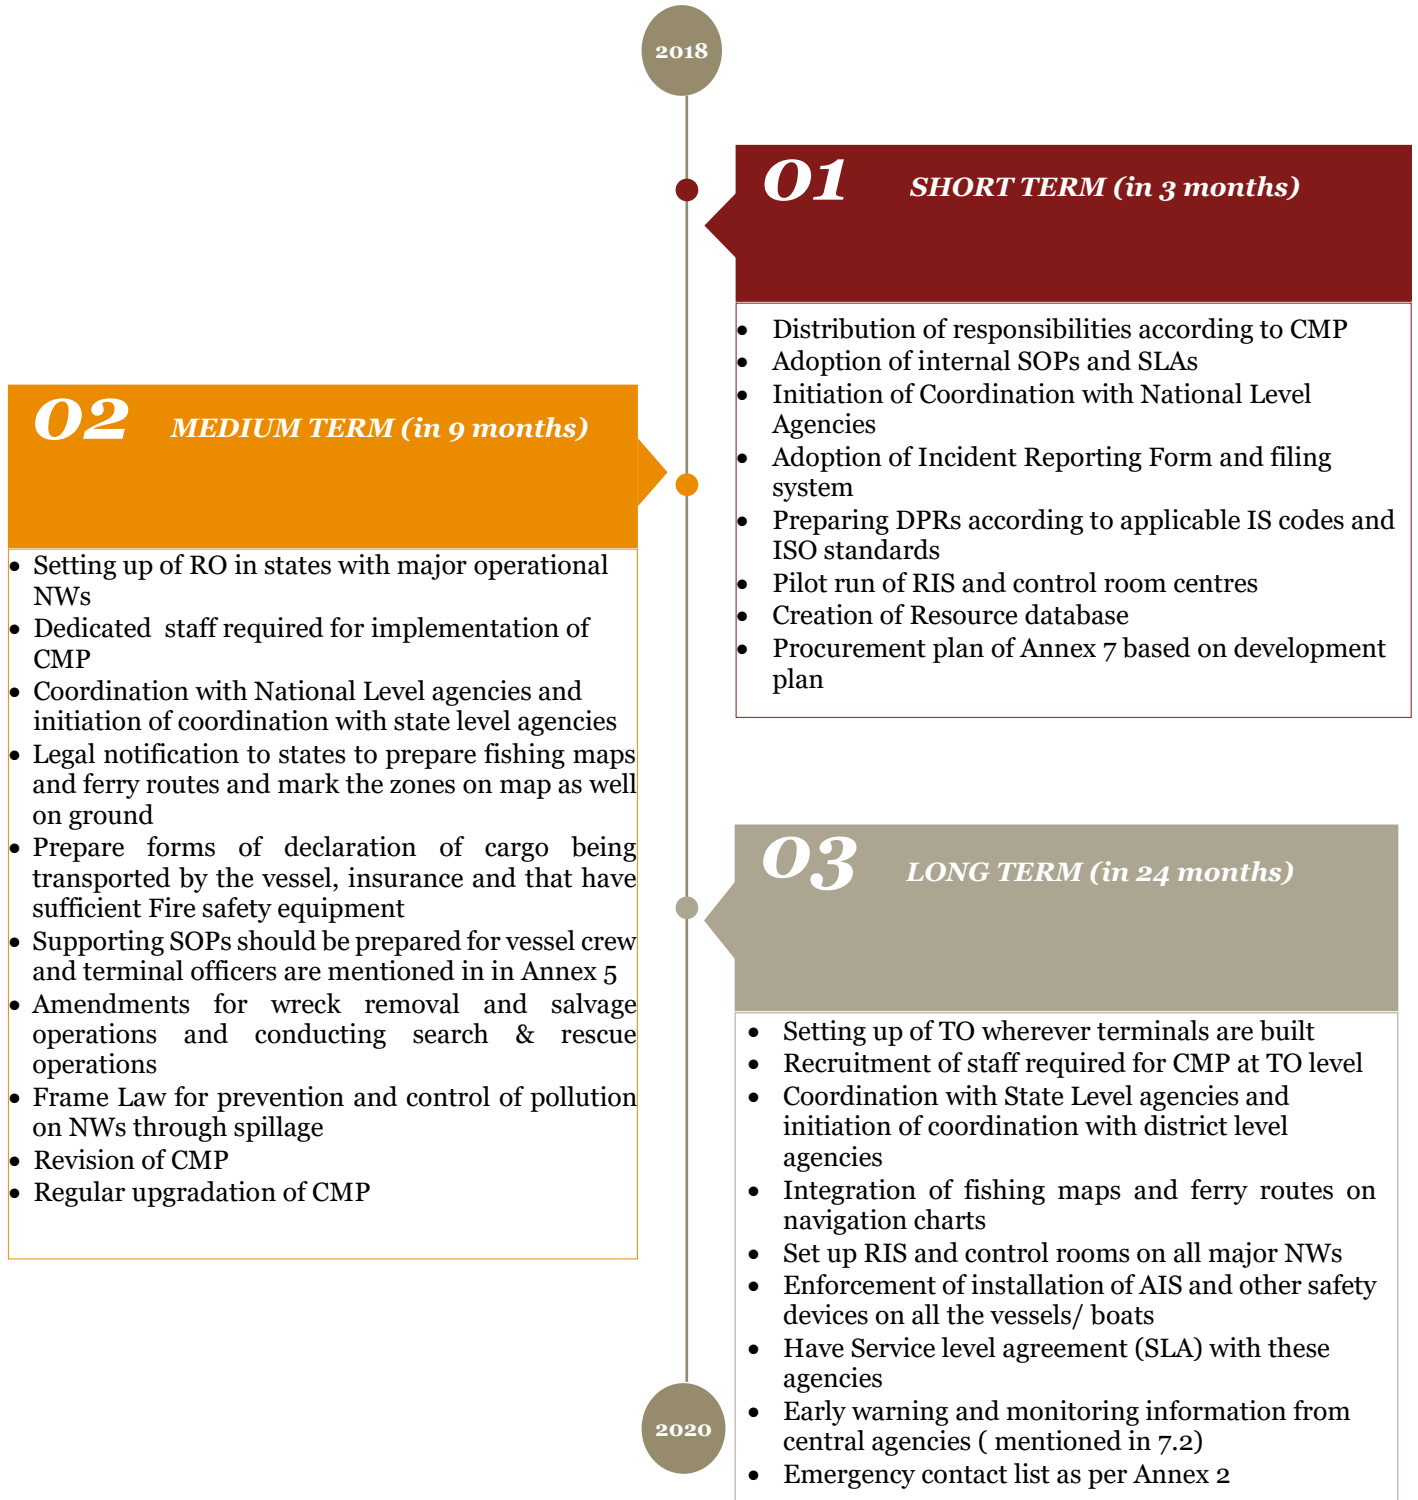 2018
01 SHORT TERM (in 3 months)
• Distribution of responsibilities according to CMP
• Adoption of internal SOPs and SLAs
• Initiation of Coordination with National Level
Agencies
• Adoption of Incident Reporting Form and filing
system
• Preparing DPRs according to applicable IS codes and
ISO standards
• Pilot run of RIS and control room centres
• Creation of Resource database
• Procurement plan of Annex 7 based on development
plan
02 MEDIUM TERM (in 9 months)
• Setting up of RO in states with major operational
NWs
• Dedicated staff required for implementation of
CMP
• Coordination with National Level agencies and
initiation of coordination with state level agencies
• Legal notification to states to prepare fishing maps
and ferry routes and mark the zones on map as well
on ground
• Prepare forms of declaration of cargo being
transported by the vessel, insurance and that have
sufficient Fire safety equipment
• Supporting SOPs should be prepared for vessel crew
and terminal officers are mentioned in in Annex 5
• Amendments for wreck removal and salvage
operations and conducting search & rescue
operations
• Frame Law for prevention and control of pollution
on NWs through spillage
• Revision of CMP
• Regular upgradation of CMP
03 LONG TERM (in 24 months)
• Setting up of TO wherever terminals are built
• Recruitment of staff required for CMP at TO level
• Coordination with State Level agencies and
initiation of coordination with district level
agencies
• Integration of fishing maps and ferry routes on
navigation charts
• Set up RIS and control rooms on all major NWs
• Enforcement of installation of AIS and other safety
devices on all the vessels/ boats
• Have Service level agreement (SLA) with these
agencies
• Early warning and monitoring information from
central agencies ( mentioned in 7.2)
• Emergency contact list as per Annex 2
2020